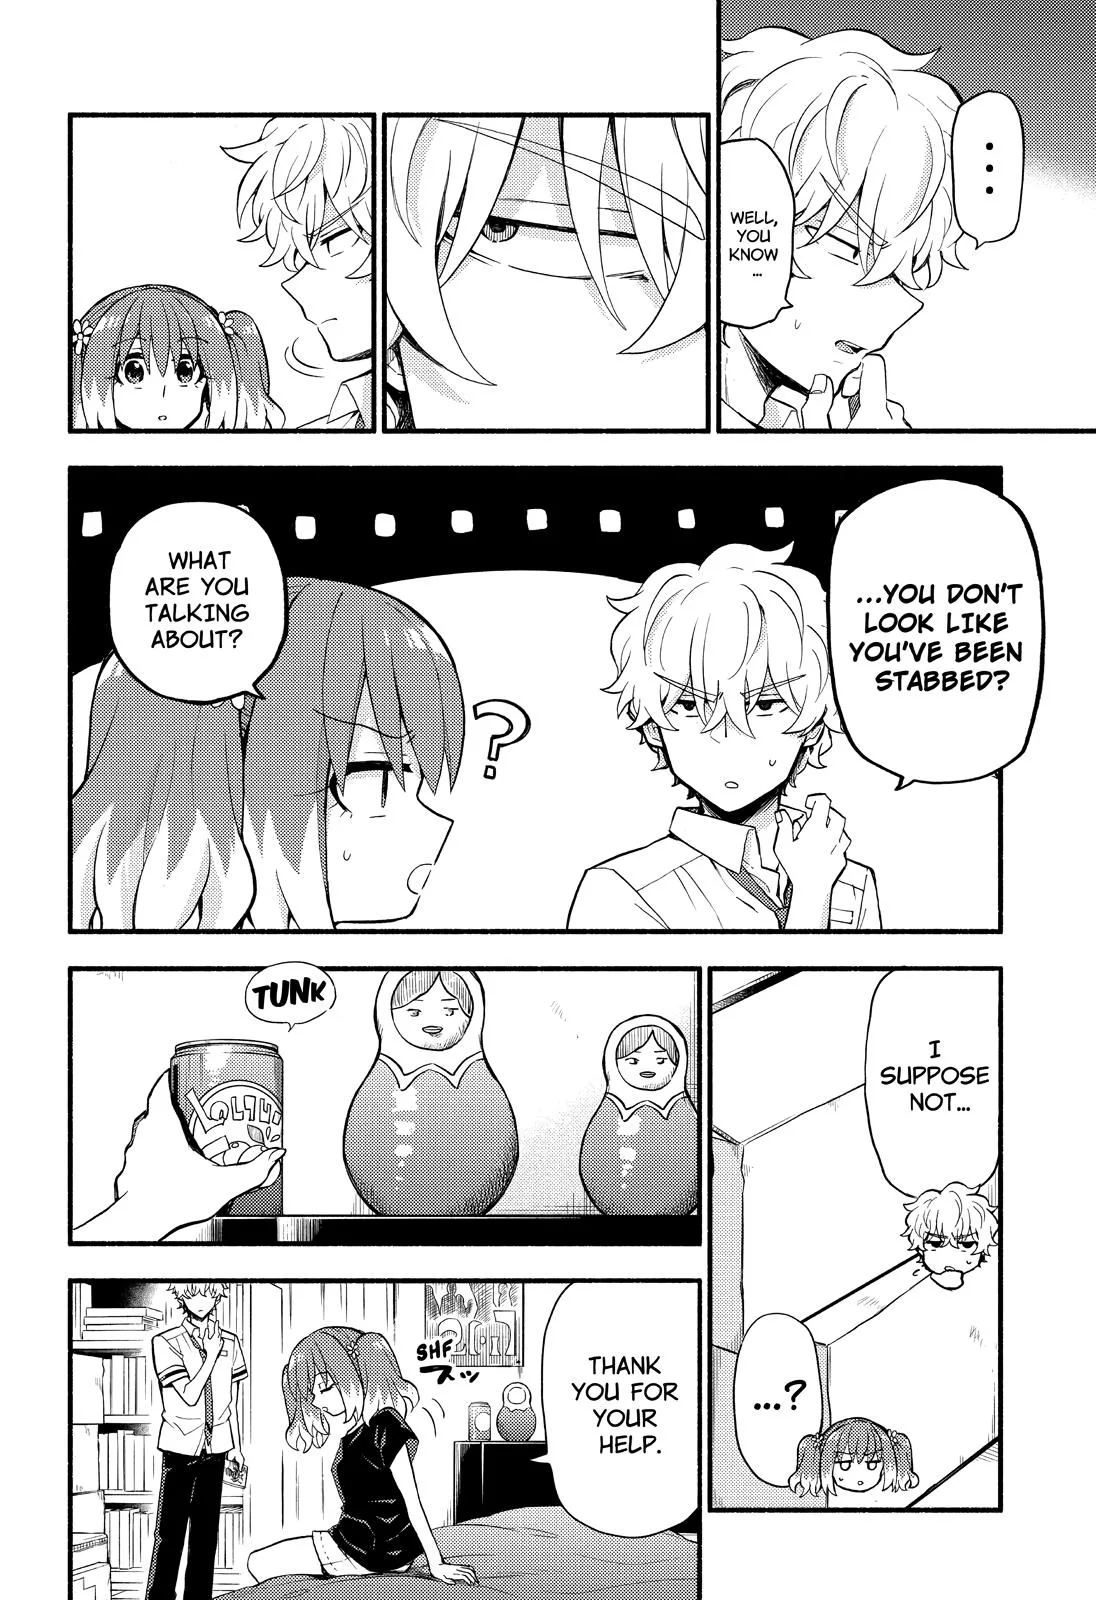 ...
WELL,
YOU
KNOW
...
...YOU DON'T
LOOK LIKE
YOU'VE BEEN
STABBED?
WHAT
ARE YOU
TALKING
ABOUT?
?
I
SUPPOSE
NOT...
...?
TUNK
THANK
YOU FOR
YOUR
HELP.
SHF
スッ